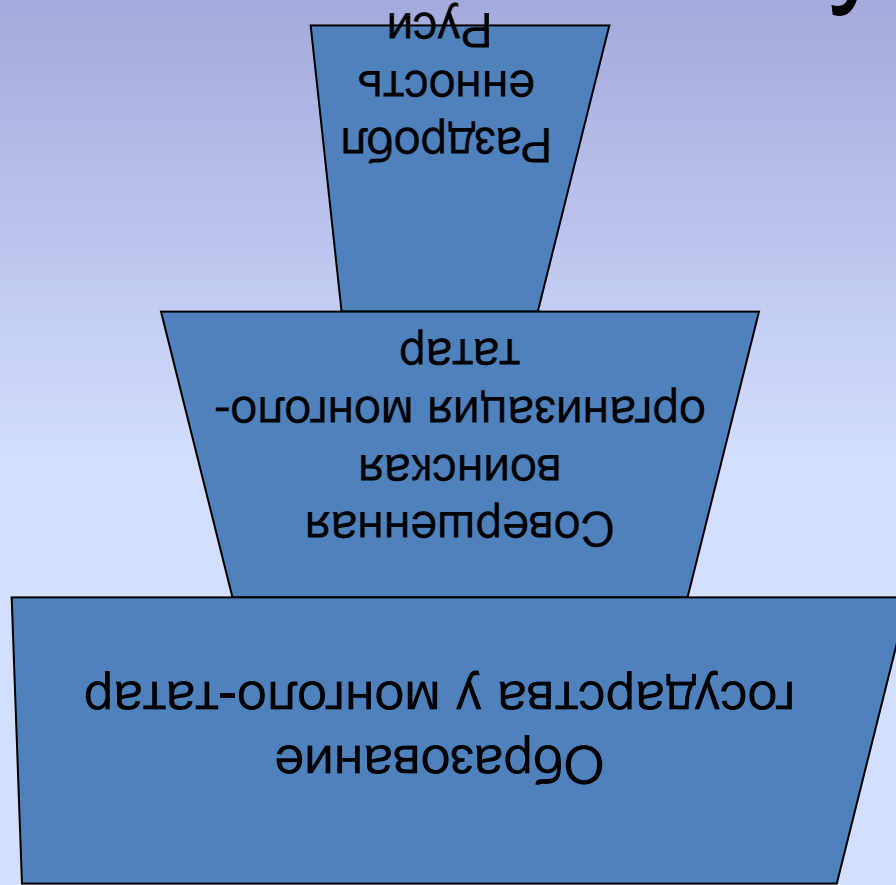 Образование
государства у монголо-татар
Совершенная
воинская
организация монголо-
татар
Раздробл
енность
Руси